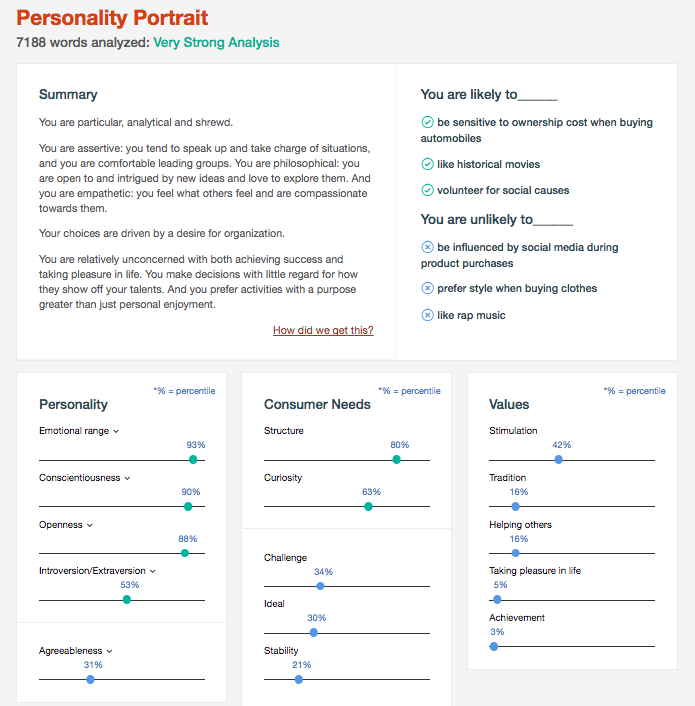 Personality Portrait
7188 words analyzed: Very Strong Analysis
Summary
You are particular, analytical and shrewd.
You are assertive: you tend to speak up and take charge of situations,
and you are comfortable leading groups. You are philosophical: you
are open to and intrigued by new ideas and love to explore them. And
you are empathetic: you feel what others feel and are compassionate
towards them.
Your choices are driven by a desire for organization.
You are relatively unconcerned with both achieving success and
taking pleasure in life. You make decisions with little regard for how
they show off your talents. And you prefer activities with a purpose
greater than just personal enjoyment.
How did we get this?
You are likely to______
be sensitive to ownership cost when buying
automobiles
like historical movies
volunteer for social causes
You are unlikely to______
be influenced by social media during
product purchases
prefer style when buying clothes
like rap music
*% = percentile
Personality
Emotional range
93%
Conscientiousness
90%
Openness
88%
Introversion/Extraversion
53%
Agreeableness
31%
*% = percentile
Consumer Needs
Structure
80%
Curiosity
63%
Challenge
34%
Ideal
30%
Stability
21%
*% = percentile
Values
Stimulation
42%
Tradition
16%
Helping others
16%
Taking pleasure in life
5%
Achievement
3%